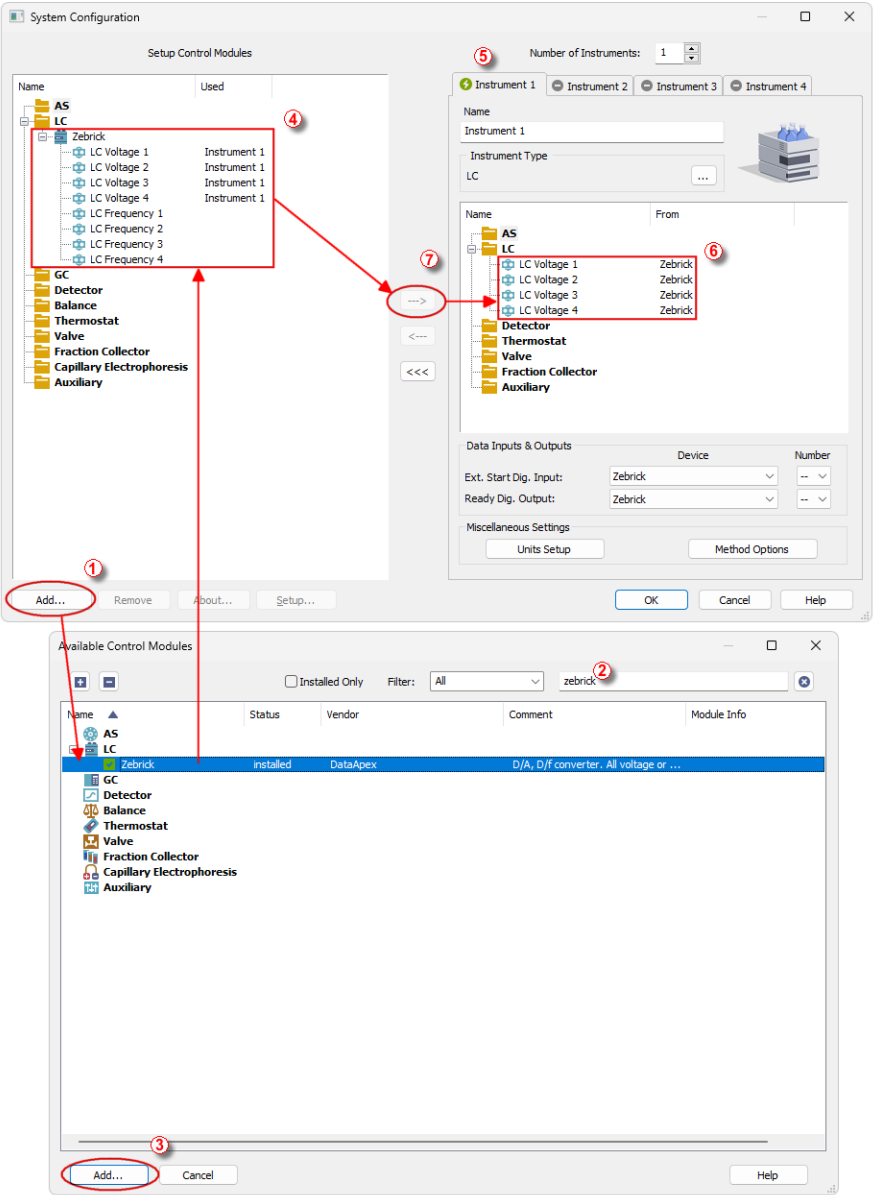 System Configuration
Setup Control Modules
Number of Instruments: 1
⑤
Name Used
Instrument 1 Instrument 2 Instrument 3 Instrument 4
AS
LC
④
Zebrick
LC Voltage 1 Instrument 1
LC Voltage 2 Instrument 1
LC Voltage 3 Instrument 1
LC Voltage 4 Instrument 1
LC Frequency 1
LC Frequency 2
LC Frequency 3
LC Frequency 4
GC
Detector
Balance
Thermostat
Valve
Fraction Collector
Capillary Electrophoresis
Auxiliary
⑦
--->
<---
<<<
Name
Instrument 1
Instrument Type
LC ...
Name From
AS
LC
⑥
LC Voltage 1 Zebrick
LC Voltage 2 Zebrick
LC Voltage 3 Zebrick
LC Voltage 4 Zebrick
Detector
Thermostat
Valve
Fraction Collector
Auxiliary
Data Inputs & Outputs
Device Number
Ext. Start Dig. Input: Zebrick --
Ready Dig. Output: Zebrick --
Miscellaneous Settings
Units Setup Method Options
①
Add... Remove About... Setup... OK Cancel Help
Available Control Modules
Installed Only Filter: All zebrick
②
Name Status Vendor Comment Module Info
AS
LC
Zebrick installed DataApex D/A, D/f converter. All voltage or ...
GC
Detector
Balance
Thermostat
Valve
Fraction Collector
Capillary Electrophoresis
Auxiliary
③
Add... Cancel Help